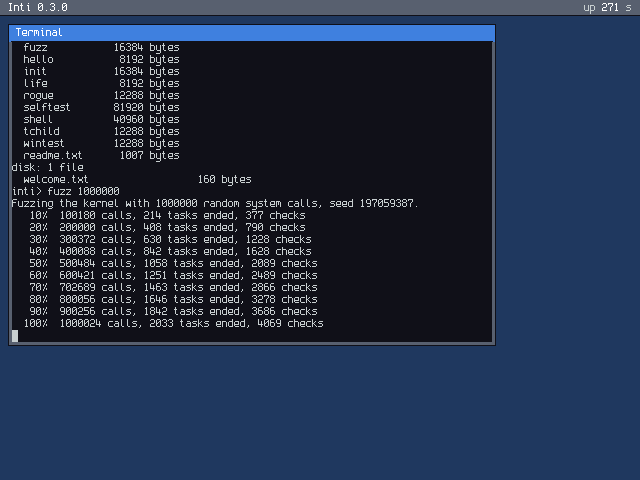 Inti 0.3.0
up 271 s
Terminal
fuzz 16384 bytes
hello 8192 bytes
init 16384 bytes
life 8192 bytes
rogue 12288 bytes
selftest 81920 bytes
shell 40960 bytes
tchild 12288 bytes
wintest 12288 bytes
readme.txt 1007 bytes
disk: 1 file
welcome.txt 160 bytes
inti> fuzz 1000000
Fuzzing the kernel with 1000000 random system calls, seed 197059387.
10% 100180 calls, 214 tasks ended, 377 checks
20% 200000 calls, 408 tasks ended, 790 checks
30% 300372 calls, 630 tasks ended, 1228 checks
40% 400088 calls, 842 tasks ended, 1628 checks
50% 500484 calls, 1058 tasks ended, 2089 checks
60% 600421 calls, 1251 tasks ended, 2489 checks
70% 702689 calls, 1463 tasks ended, 2866 checks
80% 800056 calls, 1646 tasks ended, 3278 checks
90% 900256 calls, 1842 tasks ended, 3686 checks
100% 1000024 calls, 2033 tasks ended, 4069 checks